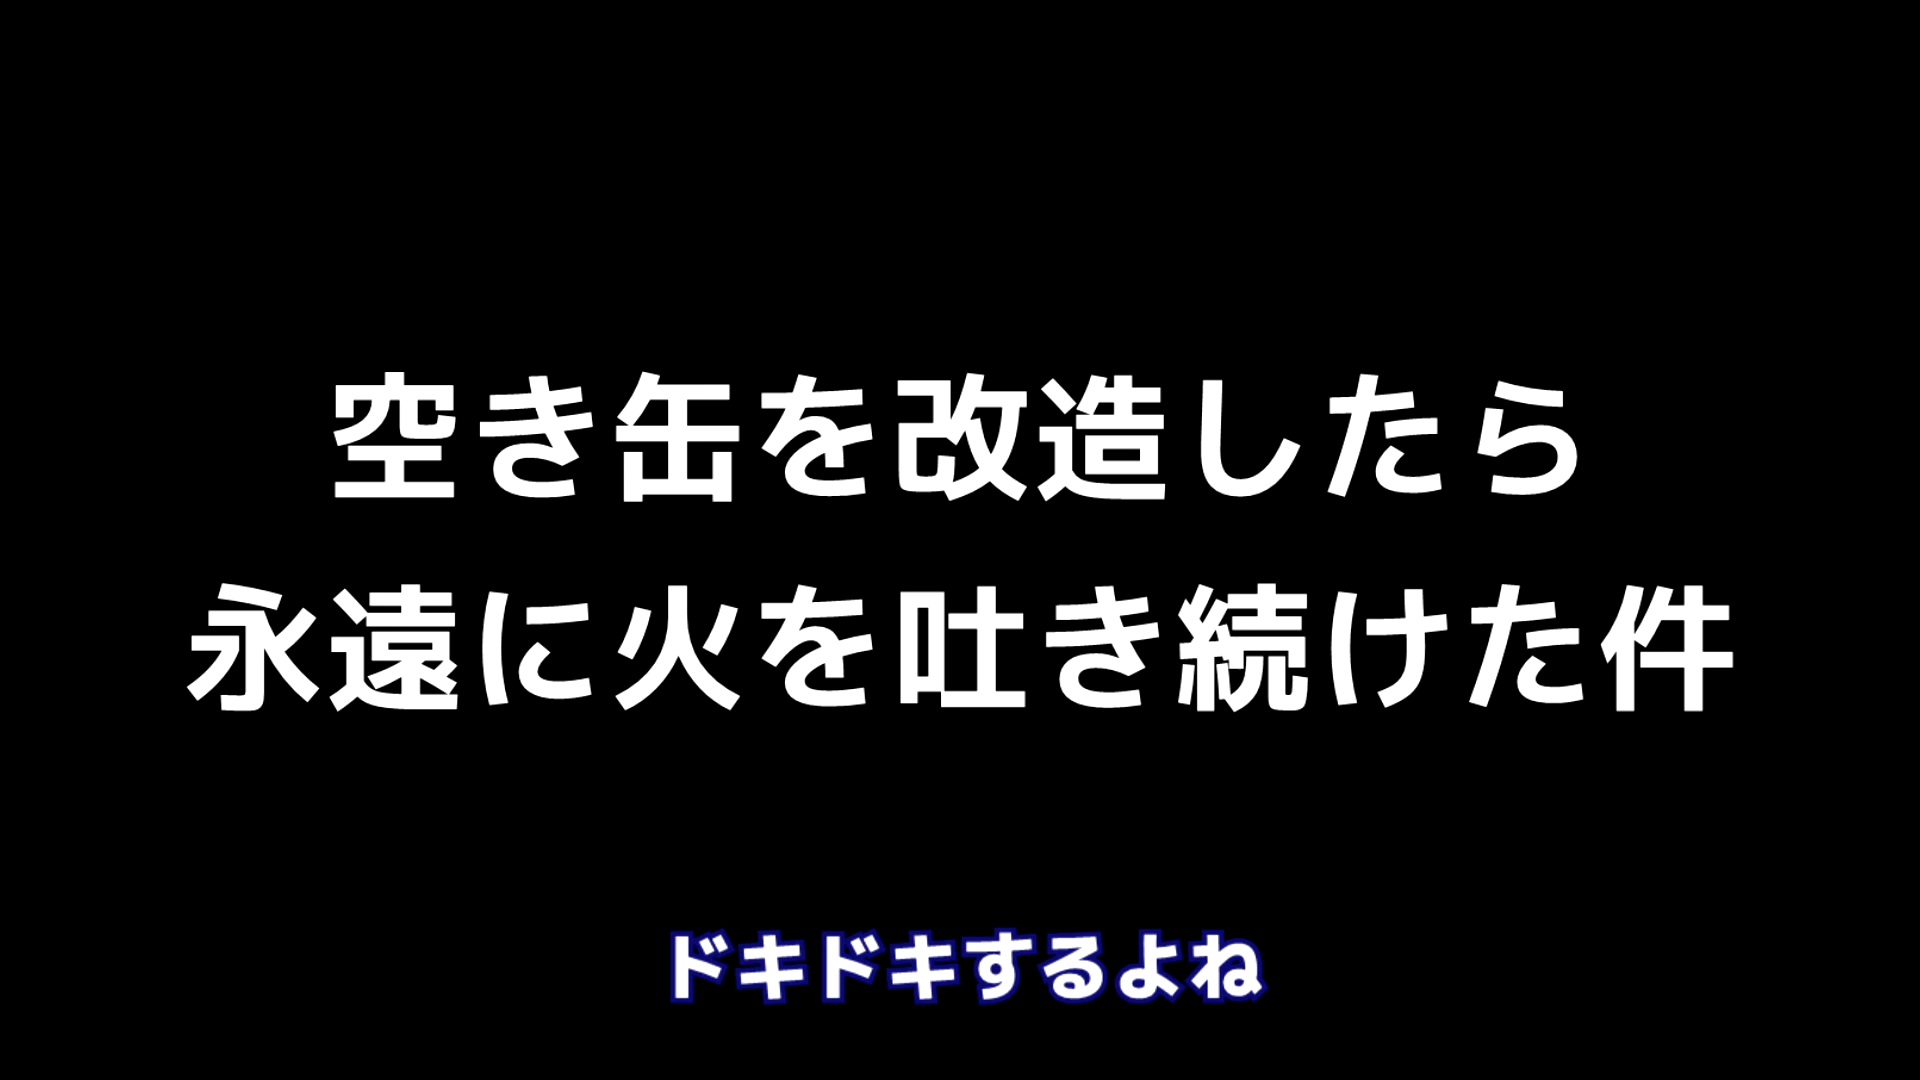 空き缶を改造したら
永遠に火を吐き続けた件
ドキドキするよね